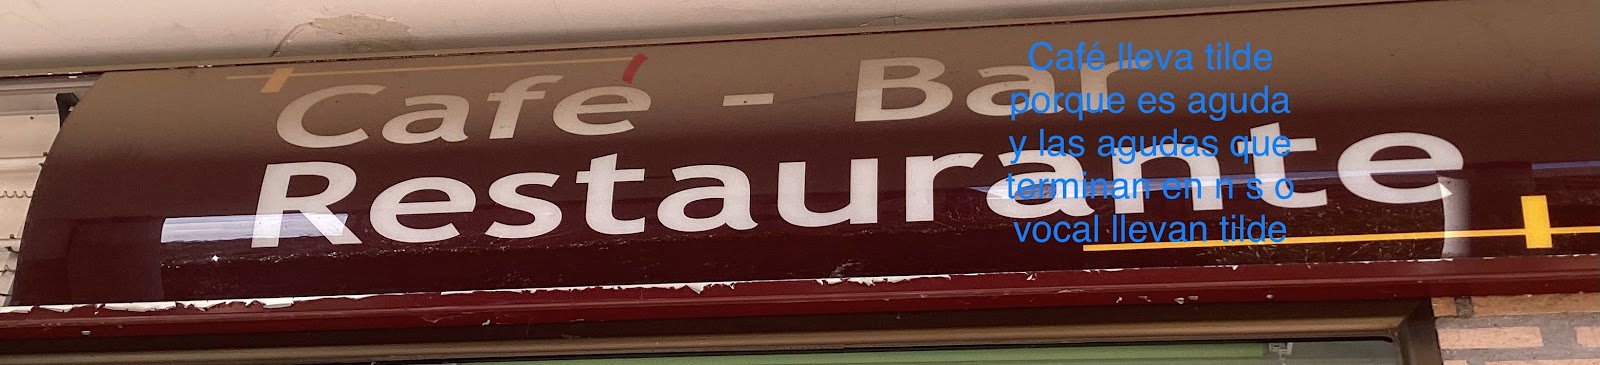 Café - Bar
Restaurante
Café lleva tilde
porque es aguda
y las agudas que
terminan en n s o
vocal llevan tilde